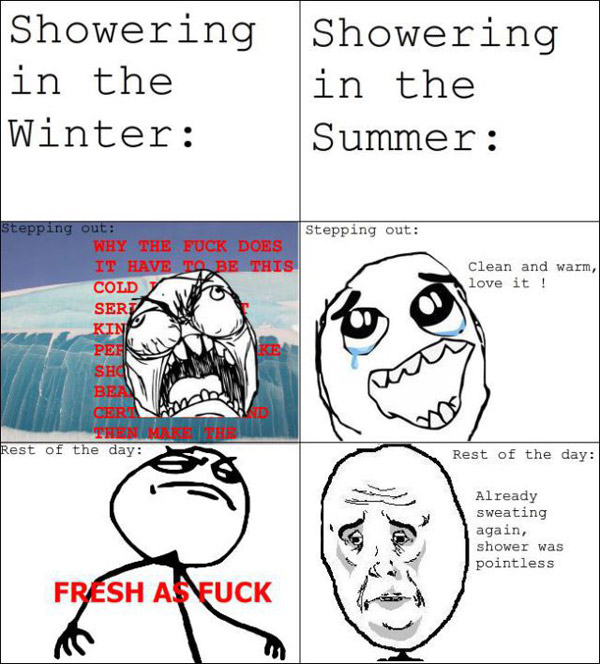 Showering
in the
Winter:
Showering
in the
Summer:
Stepping out:
WHY THE FUCK DOES
IT HAVE TO BE THIS
COLD
THEN MAKE THE
Stepping out:
Clean and warm,
love it !
Rest of the day:
FRESH AS FUCK
Rest of the day:
Already
sweating
again,
shower was
pointless